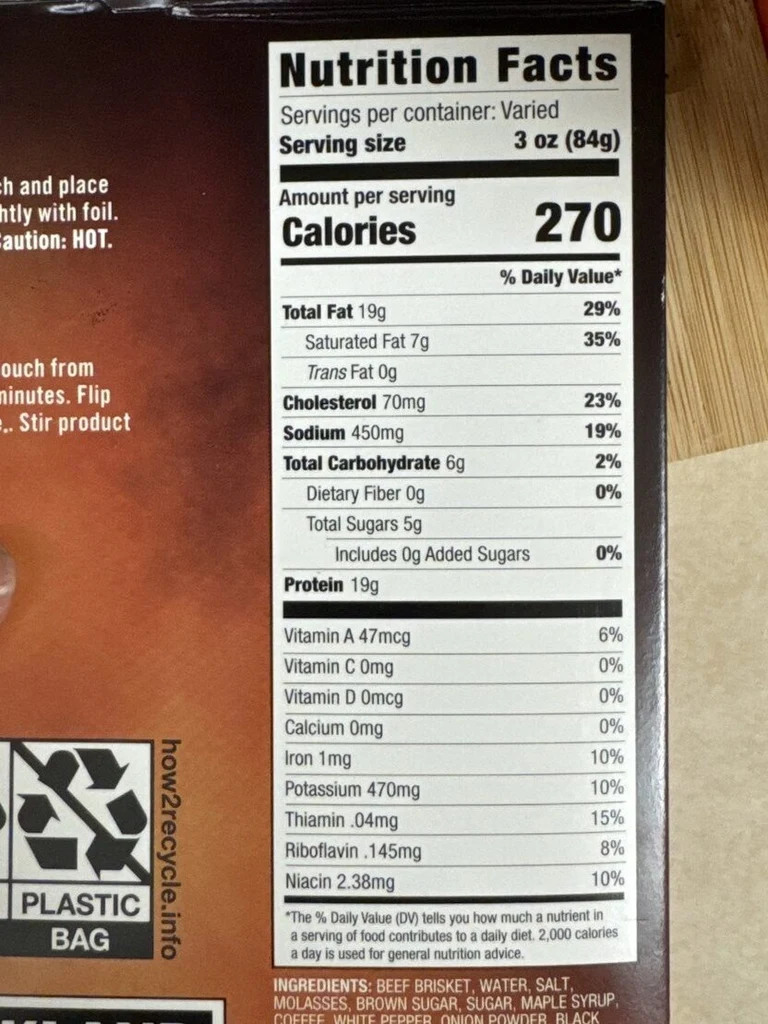 ch and place
htly with foil.
Caution: HOT.
ouch from
minutes. Flip
Stir product
PLASTIC
BAG
how2recycle.info
Nutrition Facts
Servings per container: Varied
Serving size 3 oz (84g)
Amount per serving
Calories 270
% Daily Value*
Total Fat 19g 29%
Saturated Fat 7g 35%
Trans Fat 0g
Cholesterol 70mg 23%
Sodium 450mg 19%
Total Carbohydrate 6g 2%
Dietary Fiber 0g 0%
Total Sugars 5g
Includes 0g Added Sugars 0%
Protein 19g
Vitamin A 47mcg 6%
Vitamin C 0mg 0%
Vitamin D 0mcg 0%
Calcium 0mg 0%
Iron 1mg 10%
Potassium 470mg 10%
Thiamin .04mg 15%
Riboflavin .145mg 8%
Niacin 2.38mg 10%
*The % Daily Value (DV) tells you how much a nutrient in
a serving of food contributes to a daily diet. 2,000 calories
a day is used for general nutrition advice.
INGREDIENTS: BEEF BRISKET, WATER, SALT,
MOLASSES, BROWN SUGAR, SUGAR, MAPLE SYRUP,
COFFEE, WHITE PEPPER, ONION POWDER, BLACK